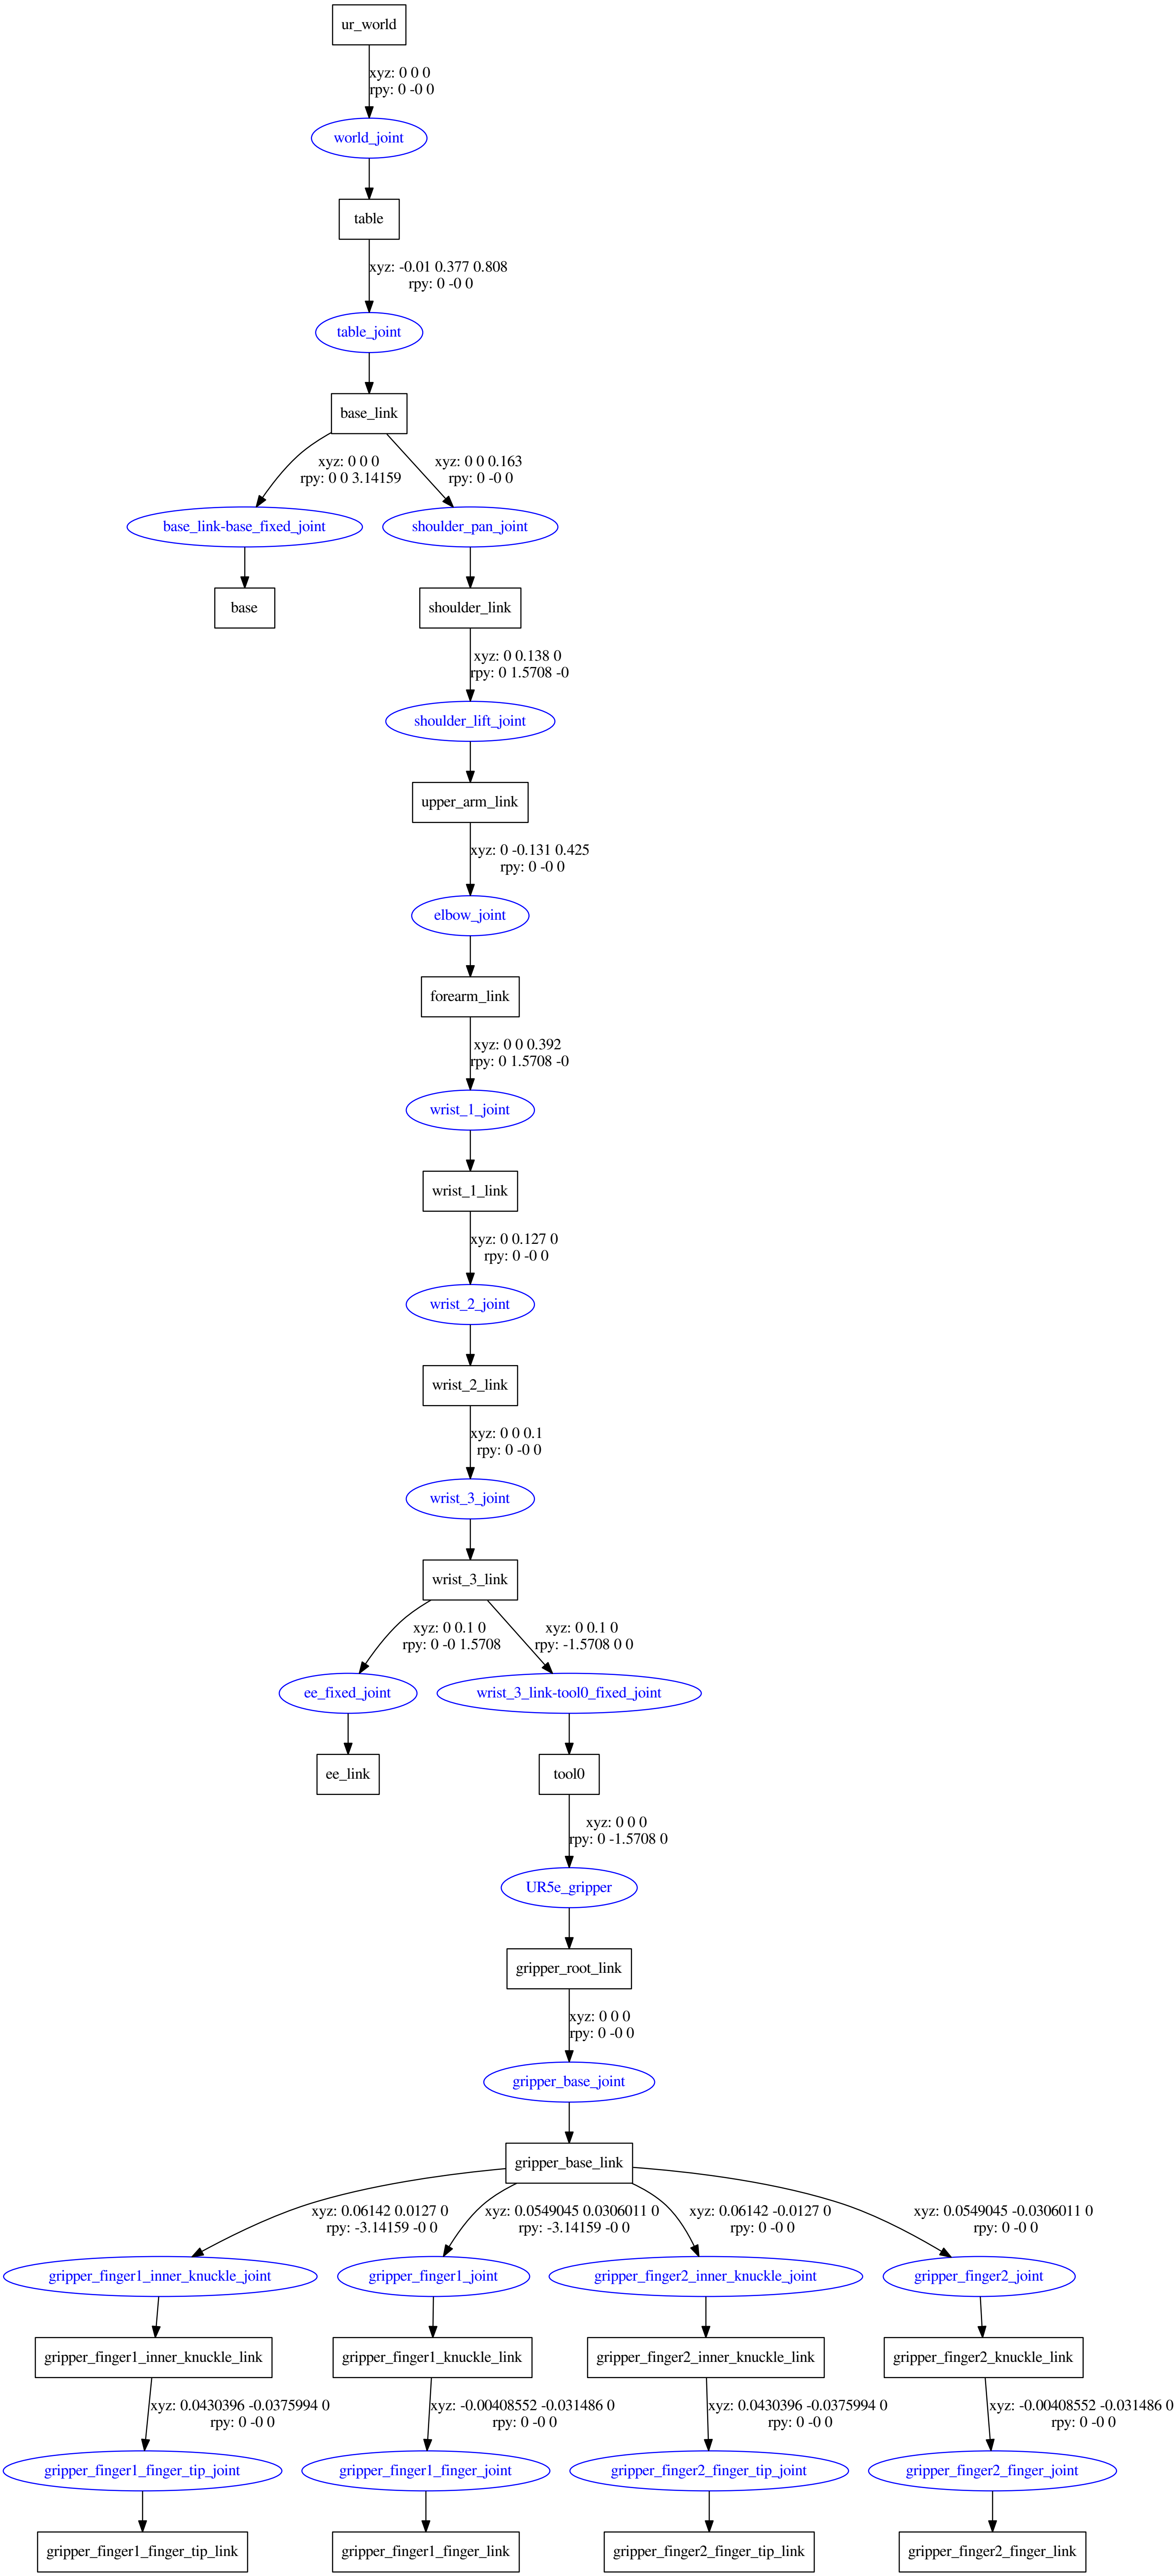 ur_world
xyz: 0 0 0
rpy: 0 -0 0
world_joint
table
xyz: -0.01 0.377 0.808
rpy: 0 -0 0
table_joint
base_link
xyz: 0 0 0
rpy: 0 0 3.14159
xyz: 0 0 0.163
rpy: 0 -0 0
base_link-base_fixed_joint
shoulder_pan_joint
base
shoulder_link
xyz: 0 0.138 0
rpy: 0 1.5708 -0
shoulder_lift_joint
upper_arm_link
xyz: 0 -0.131 0.425
rpy: 0 -0 0
elbow_joint
forearm_link
xyz: 0 0 0.392
rpy: 0 1.5708 -0
wrist_1_joint
wrist_1_link
xyz: 0 0.127 0
rpy: 0 -0 0
wrist_2_joint
wrist_2_link
xyz: 0 0 0.1
rpy: 0 -0 0
wrist_3_joint
wrist_3_link
xyz: 0 0.1 0
rpy: 0 -0 1.5708
xyz: 0 0.1 0
rpy: -1.5708 0 0
ee_fixed_joint
wrist_3_link-tool0_fixed_joint
ee_link
tool0
xyz: 0 0 0
rpy: 0 -1.5708 0
UR5e_gripper
gripper_root_link
xyz: 0 0 0
rpy: 0 -0 0
gripper_base_joint
gripper_base_link
xyz: 0.06142 0.0127 0
rpy: -3.14159 -0 0
xyz: 0.0549045 0.0306011 0
rpy: -3.14159 -0 0
xyz: 0.06142 -0.0127 0
rpy: 0 -0 0
xyz: 0.0549045 -0.0306011 0
rpy: 0 -0 0
gripper_finger1_inner_knuckle_joint
gripper_finger1_joint
gripper_finger2_inner_knuckle_joint
gripper_finger2_joint
gripper_finger1_inner_knuckle_link
gripper_finger1_knuckle_link
gripper_finger2_inner_knuckle_link
gripper_finger2_knuckle_link
xyz: 0.0430396 -0.0375994 0
rpy: 0 -0 0
xyz: -0.00408552 -0.031486 0
rpy: 0 -0 0
xyz: 0.0430396 -0.0375994 0
rpy: 0 -0 0
xyz: -0.00408552 -0.031486 0
rpy: 0 -0 0
gripper_finger1_finger_tip_joint
gripper_finger1_finger_joint
gripper_finger2_finger_tip_joint
gripper_finger2_finger_joint
gripper_finger1_finger_tip_link
gripper_finger1_finger_link
gripper_finger2_finger_tip_link
gripper_finger2_finger_link